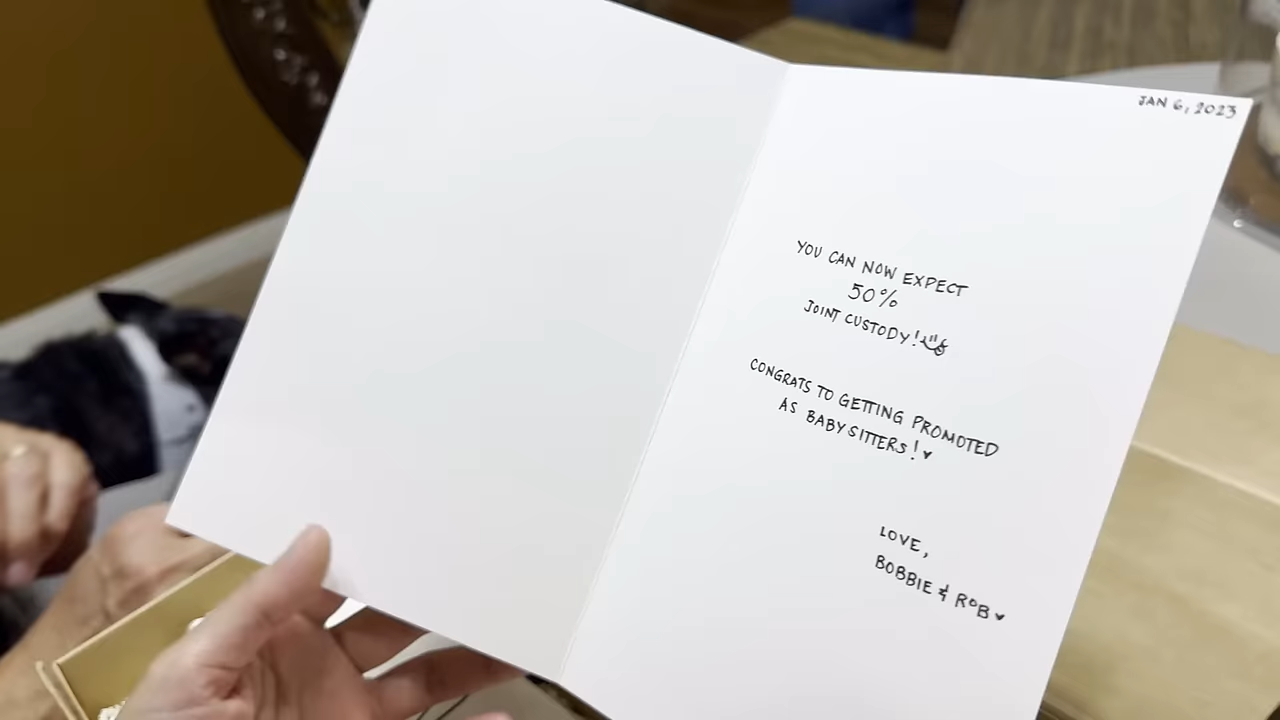 JAN 6, 2023
YOU CAN NOW EXPECT
50%
JOINT CUSTODY!
CONGRATS TO GETTING PROMOTED
AS BABYSITTERS! ♥
LOVE,
BOBBIE & ROB ♥